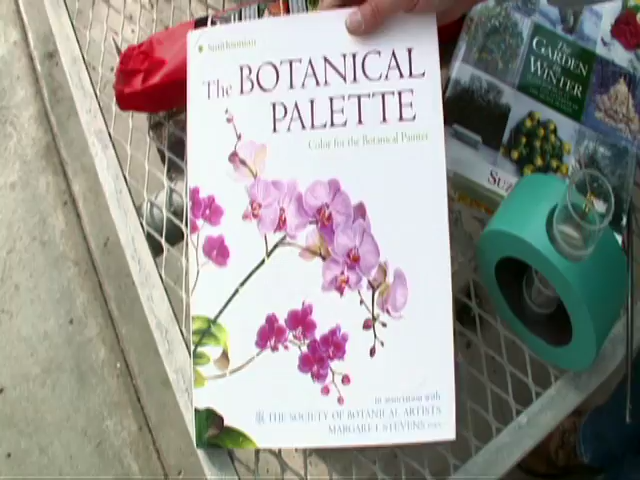 Smithsonian
The BOTANICAL
PALETTE
Color for the Botanical Painter
in association with
THE SOCIETY OF BOTANICAL ARTISTS
MARGARET STEVENS
The
GARDEN
in
WINTER
SUZ